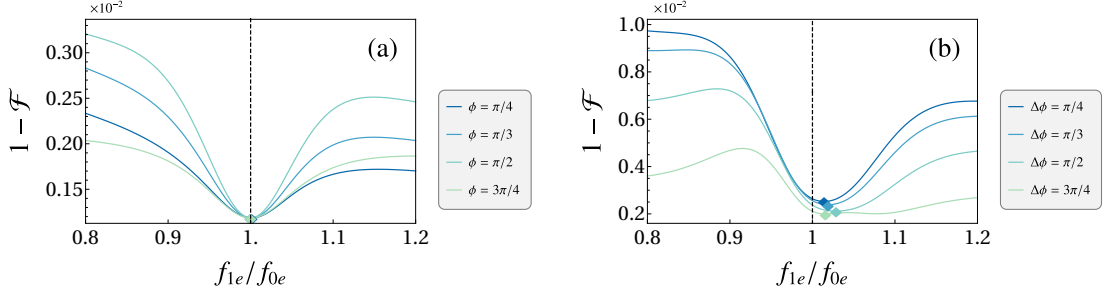 ×10⁻²
(a)
1 − ℱ
0.30
0.25
0.20
0.15
0.8
0.9
1.
1.1
1.2
f₁ₑ/f₀ₑ
ϕ = π/4
ϕ = π/3
ϕ = π/2
ϕ = 3π/4
×10⁻²
(b)
1 − ℱ
1.0
0.8
0.6
0.4
0.2
0.8
0.9
1
1.1
1.2
f₁ₑ/f₀ₑ
Δϕ = π/4
Δϕ = π/3
Δϕ = π/2
Δϕ = 3π/4